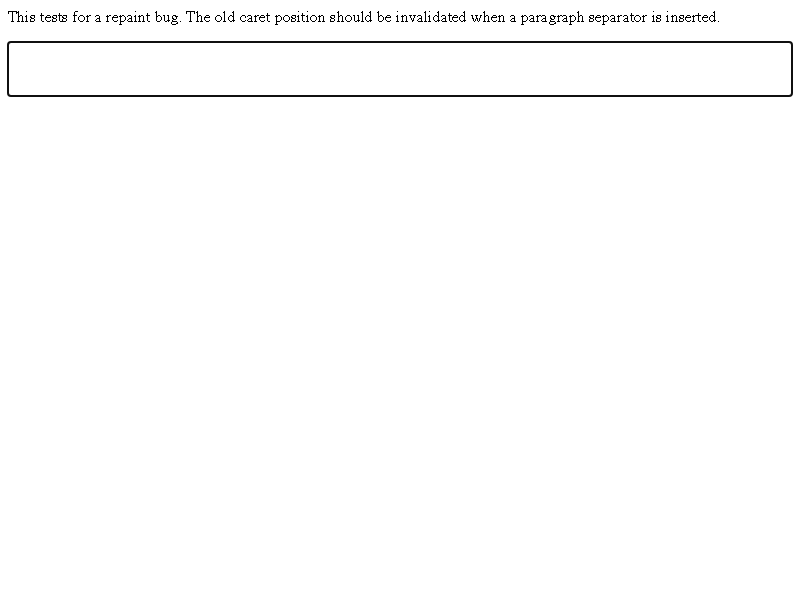 This tests for a repaint bug. The old caret position should be invalidated when a paragraph separator is inserted.